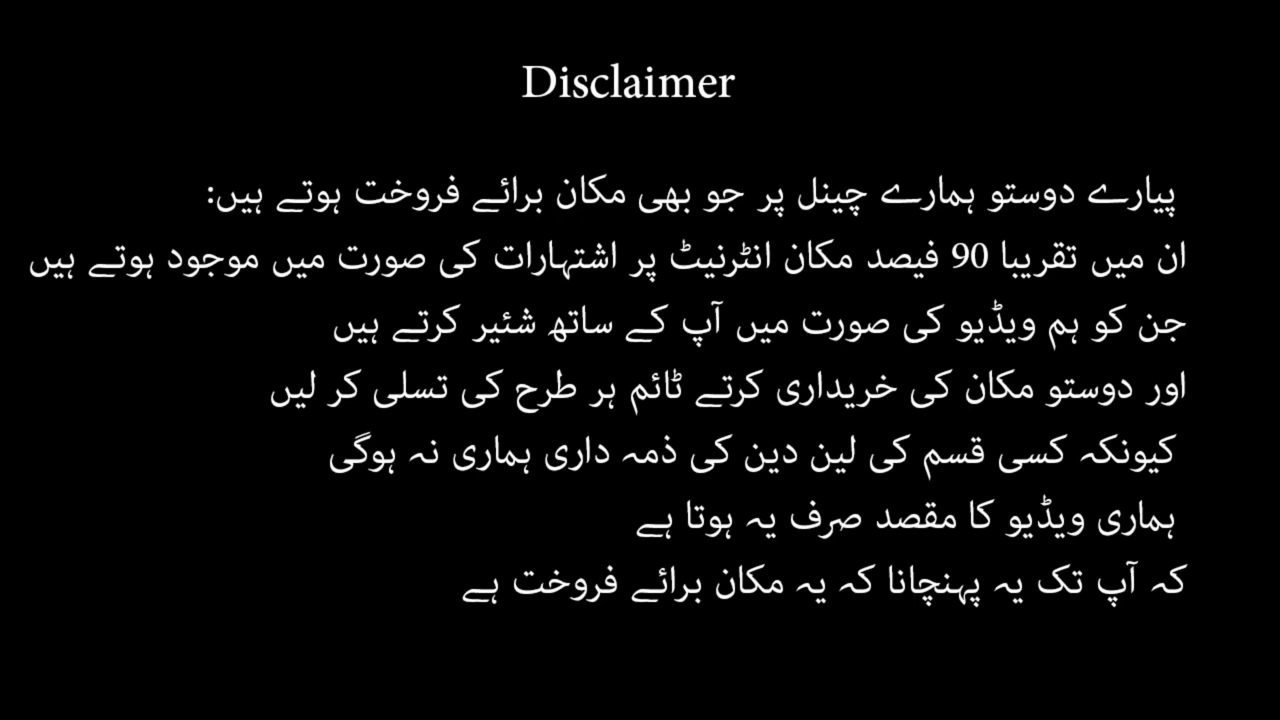 Disclaimer
پیارے دوستو ہمارے چینل پر جو بھی مکان برائے فروخت ہوتے ہیں:
ان میں تقریبا 90 فیصد مکان انٹرنیٹ پر اشتہارات کی صورت میں موجود ہوتے ہیں
جن کو ہم ویڈیو کی صورت میں آپ کے ساتھ شئیر کرتے ہیں
اور دوستو مکان کی خریداری کرتے ٹائم ہر طرح کی تسلی کر لیں
کیونکہ کسی قسم کی لین دین کی ذمہ داری ہماری نہ ہوگی
ہماری ویڈیو کا مقصد صرف یہ ہوتا ہے
کہ آپ تک یہ پہنچانا کہ یہ مکان برائے فروخت ہے